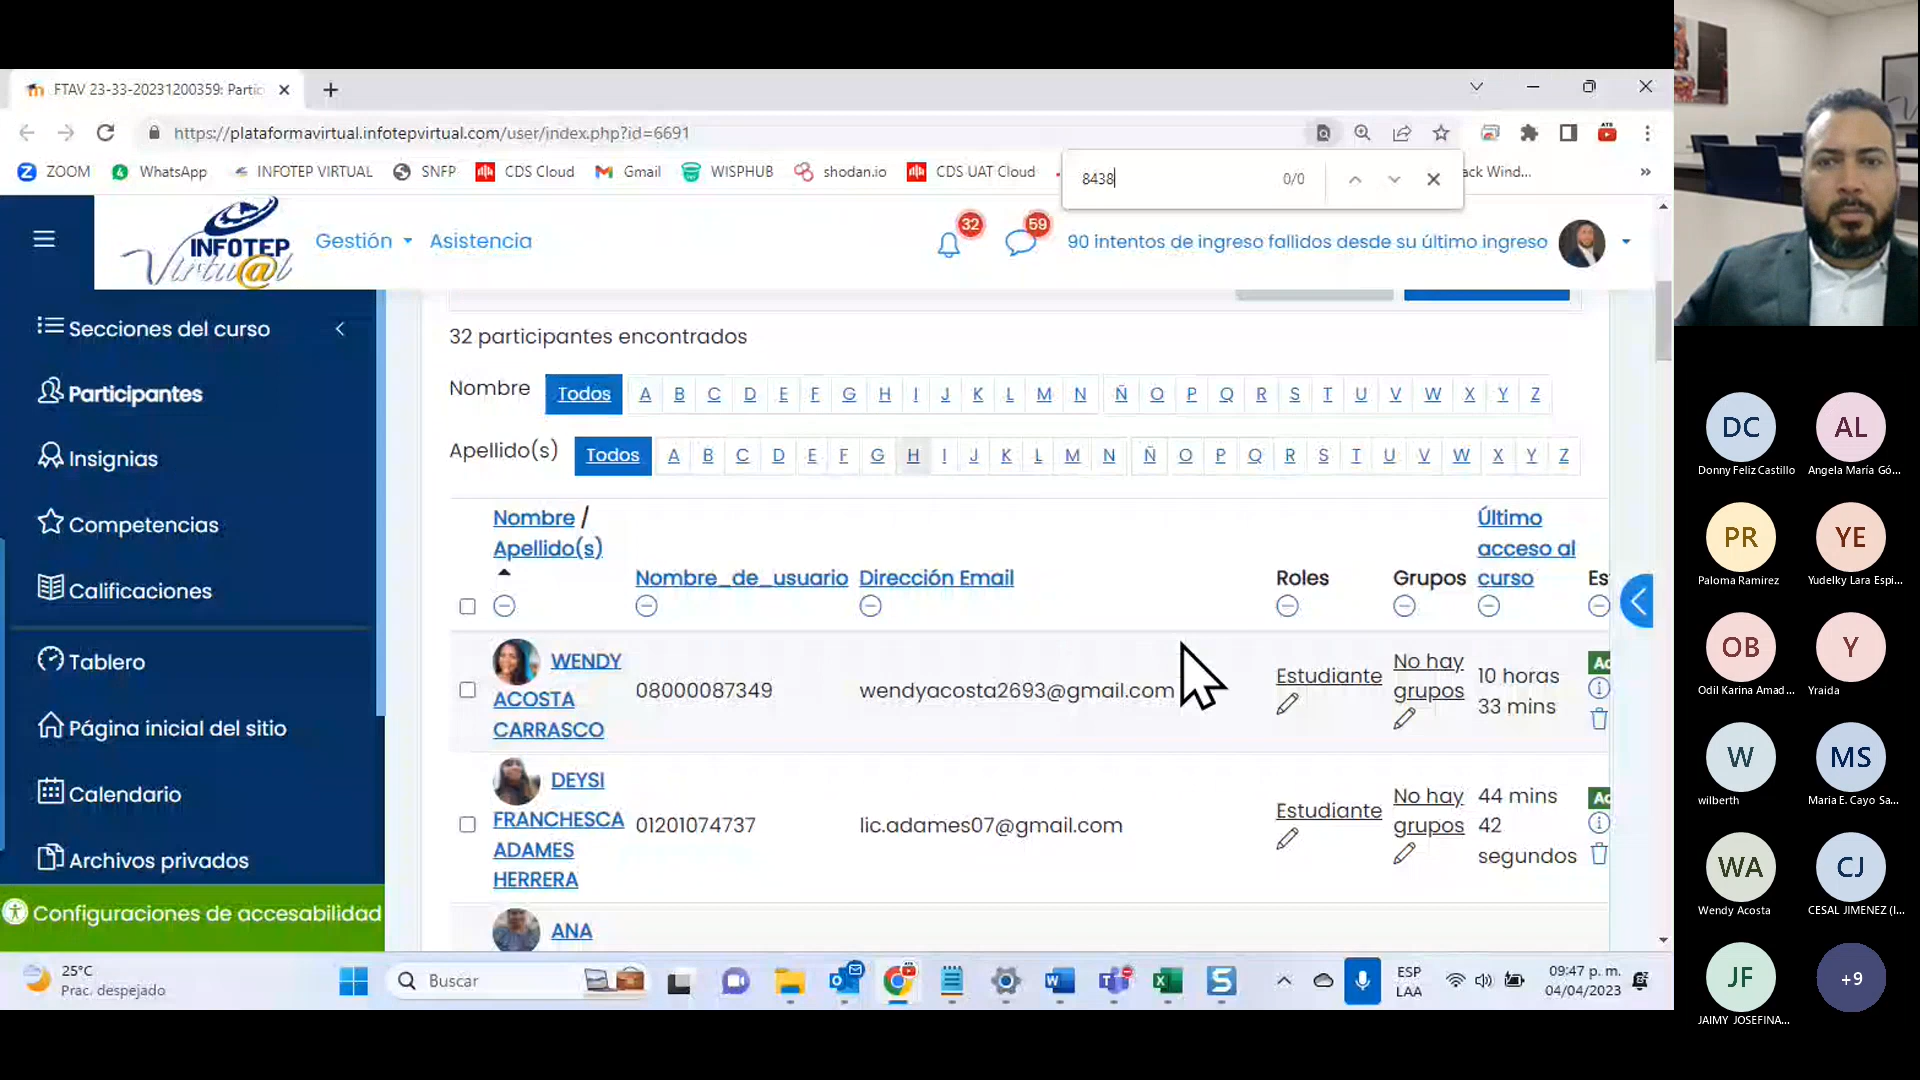 FTAV 23-33-20231200359: Partic
https://plataformavirtual.infotepvirtual.com/user/index.php?id=6691
ZOOM WhatsApp INFOTEP VIRTUAL SNFP CDS Cloud Gmail WISPHUB shodan.io CDS UAT Cloud ack Wind... »
8438 0/0
INFOTEP
Virtu@l
Gestión Asistencia 32 59 90 intentos de ingreso fallidos desde su último ingreso
Secciones del curso
Participantes
Insignias
Competencias
Calificaciones
Tablero
Página inicial del sitio
Calendario
Archivos privados
Configuraciones de accesabilidad
32 participantes encontrados
Nombre Todos A B C D E F G H I J K L M N Ñ O P Q R S T U V W X Y Z
Apellido(s) Todos A B C D E F G H I J K L M N Ñ O P Q R S T U V W X Y Z
Nombre /
Apellido(s)
Nombre_de_usuario Dirección Email Roles Grupos
Último
acceso al
curso
Es
WENDY
ACOSTA
CARRASCO
08000087349 wendyacosta2693@gmail.com Estudiante
No hay
grupos
10 horas
33 mins
Ac
DEYSI
FRANCHESCA
ADAMES
HERRERA
01201074737 lic.adames07@gmail.com Estudiante
No hay
grupos
44 mins
42
segundos
Ac
ANA
25°C
Prac. despejado
Buscar
ESP
LAA
09:47 p. m.
04/04/2023
DC AL
Donny Feliz Castillo Angela María Gó...
PR YE
Paloma Ramirez Yudelky Lara Espi...
OB Y
Odil Karina Amad... Yraida
W MS
wilberth Maria E. Cayo Sa...
WA CJ
Wendy Acosta CESAL JIMENEZ (I...
JF +9
JAIMY JOSEFINA...